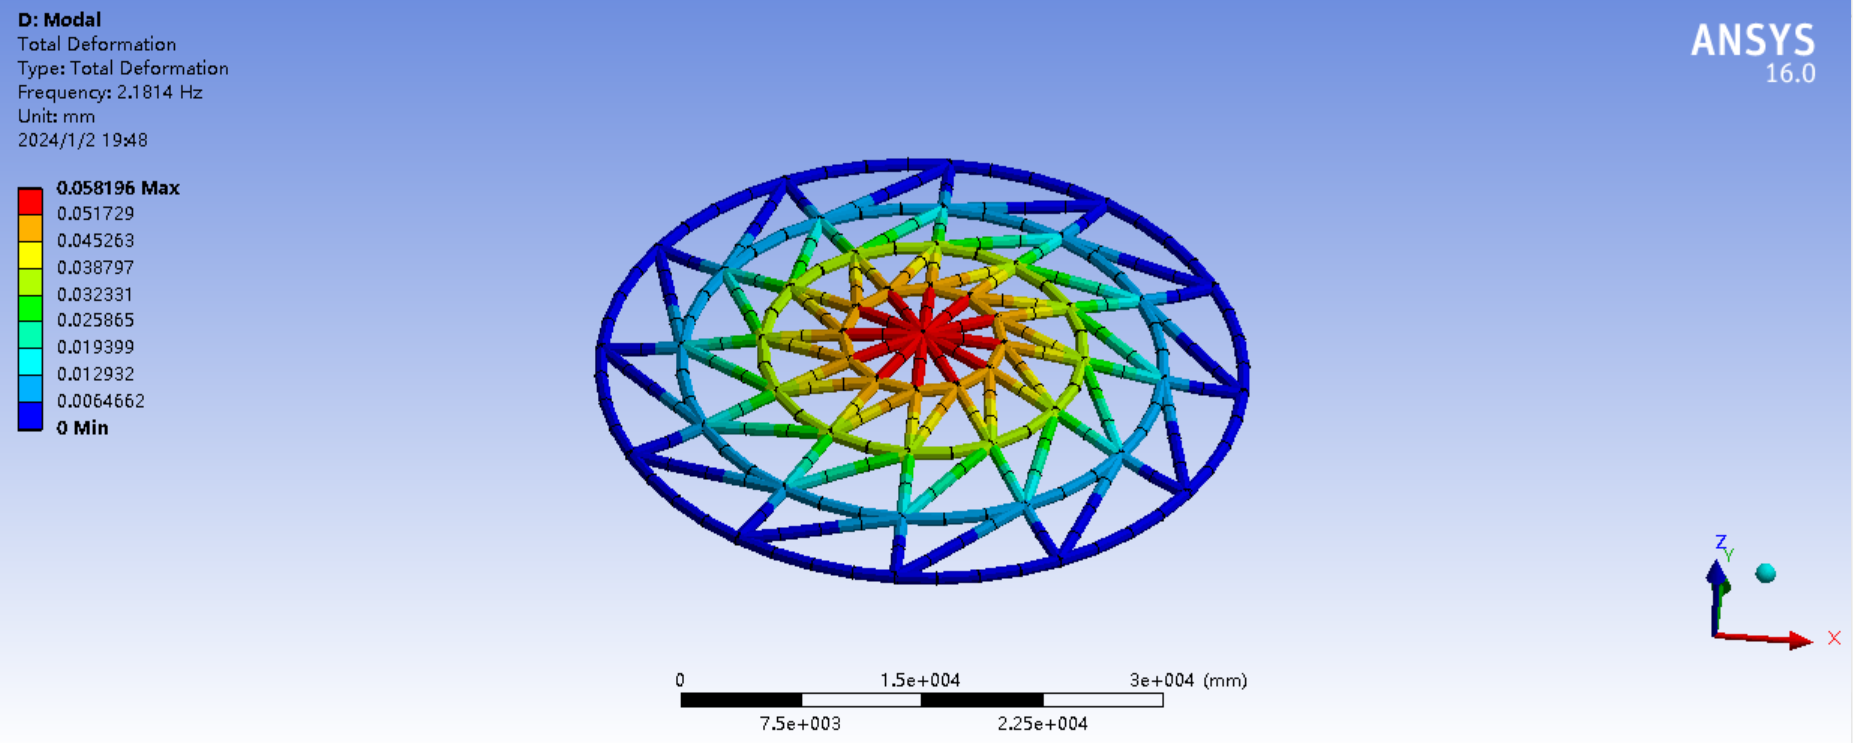 D: Modal
Total Deformation
Type: Total Deformation
Frequency: 2.1814 Hz
Unit: mm
2024/1/2 19:48
ANSYS
16.0
0.058196 Max
0.051729
0.045263
0.038797
0.032331
0.025865
0.019399
0.012932
0.0064662
0 Min
Z
Y
X
0 1.5e+004 3e+004 (mm)
7.5e+003 2.25e+004